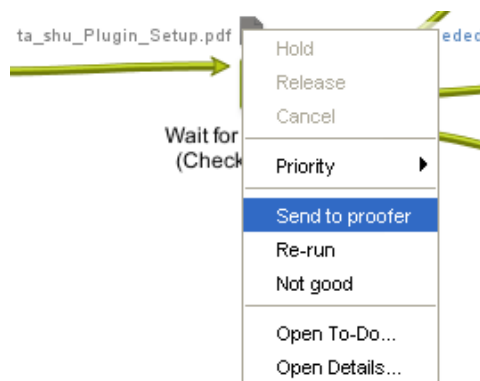 ta_shu_Plugin_Setup.pdf
Hold
Release
Cancel
Wait for
(Check
Priority
Send to proofer
Re-run
Not good
Open To-Do...
Open Details...